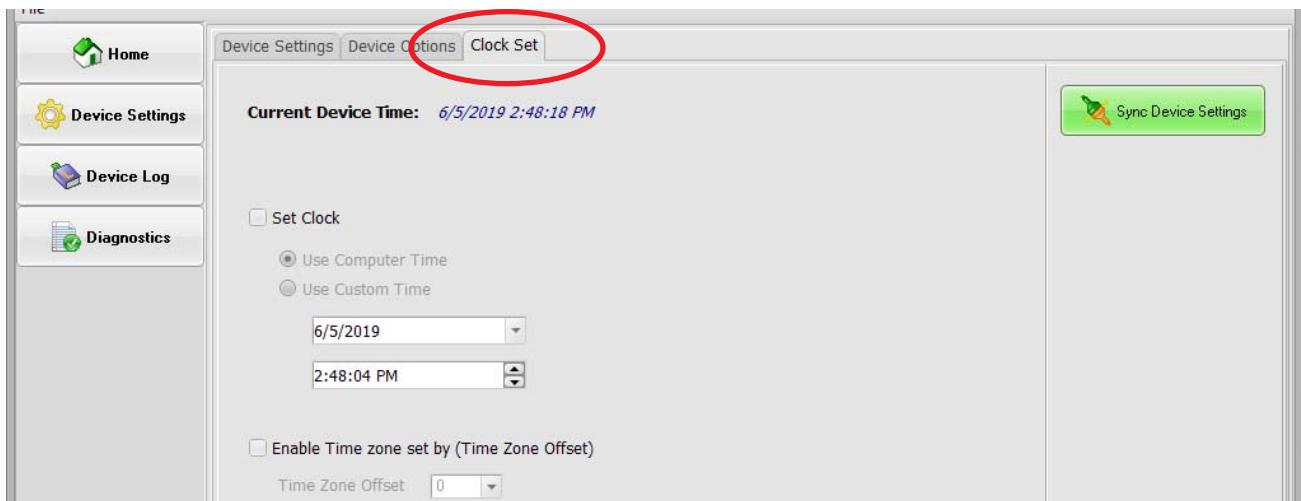 File
Home
Device Settings
Device Log
Diagnostics
Device Settings Device Options Clock Set
Current Device Time: 6/5/2019 2:48:18 PM
Sync Device Settings
Set Clock
Use Computer Time
Use Custom Time
6/5/2019
2:48:04 PM
Enable Time zone set by (Time Zone Offset)
Time Zone Offset 0